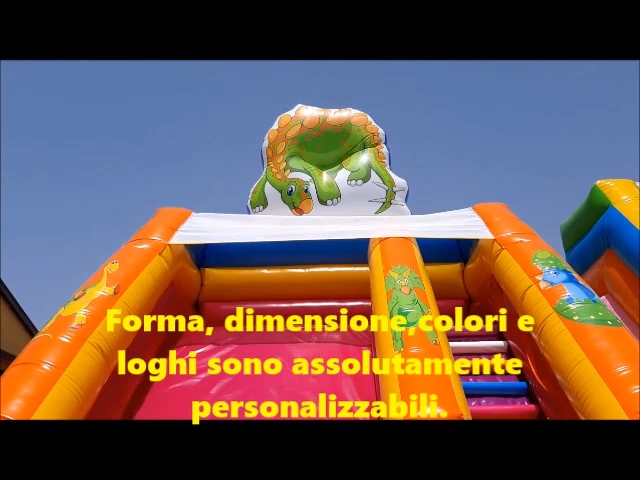 Forma, dimensione,colori e
loghi sono assolutamente
personalizzabili.